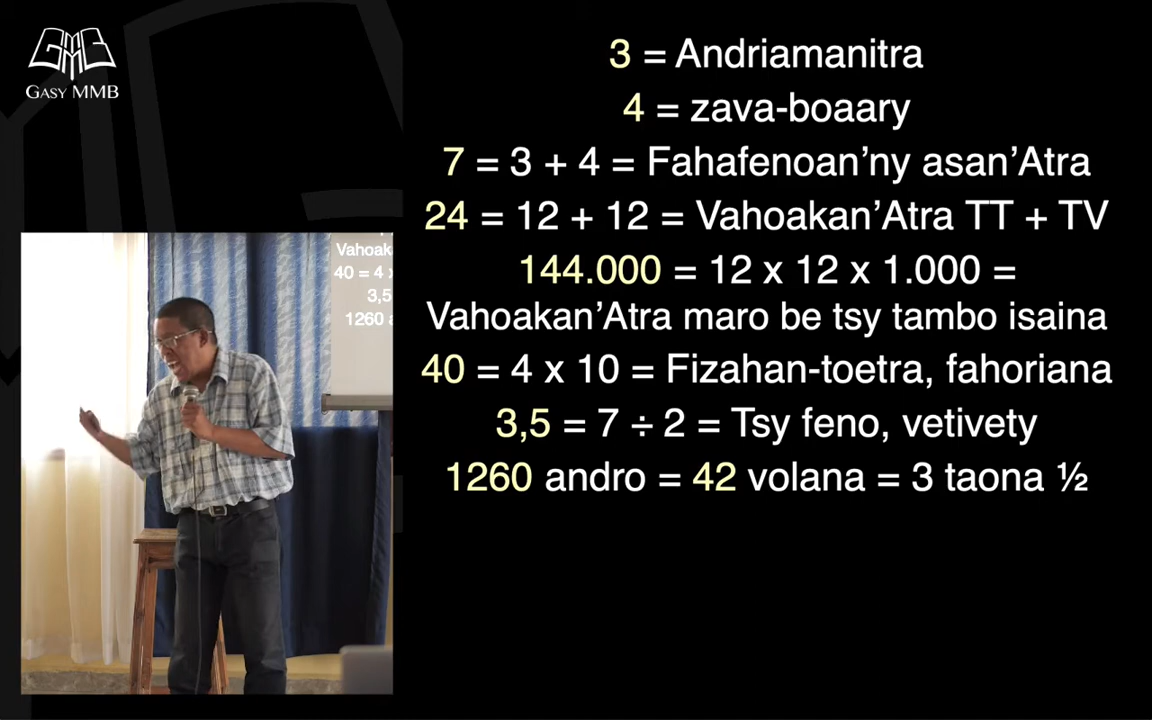 GMMB
GASY MMB
3 = Andriamanitra
4 = zava-boaary
7 = 3 + 4 = Fahafenoan’ny asan’Atra
24 = 12 + 12 = Vahoakan’Atra TT + TV
144.000 = 12 x 12 x 1.000 =
Vahoakan’Atra maro be tsy tambo isaina
40 = 4 x 10 = Fizahan-toetra, fahoriana
3,5 = 7 ÷ 2 = Tsy feno, vetivety
1260 andro = 42 volana = 3 taona ½
Vahoak
40 = 4
3,5
1260